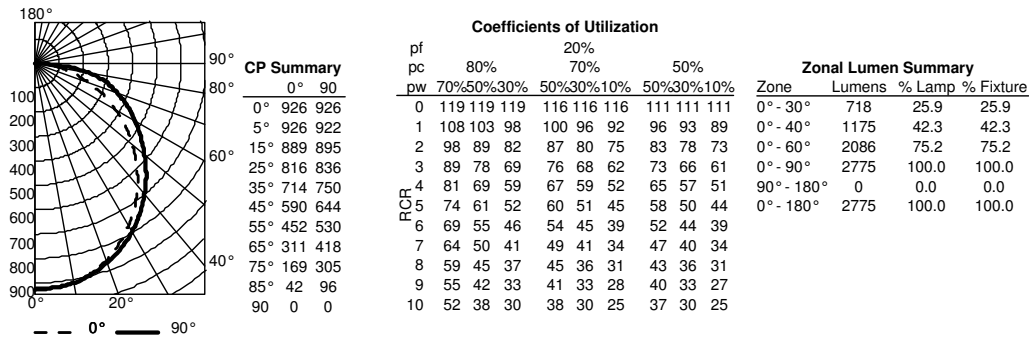 180°
90°
80°
60°
40°
100
200
300
400
500
600
700
800
900
0° 20°
0° 90°
CP Summary
0° 90
0° 926 926
5° 926 922
15° 889 895
25° 816 836
35° 714 750
45° 590 644
55° 452 530
65° 311 418
75° 169 305
85° 42 96
90 0 0
Coefficients of Utilization
pf 20%
pc 80% 70% 50%
pw 70%50%30% 50%30%10% 50%30%10%
RCR
0 119 119 119 116 116 116 111 111 111
1 108 103 98 100 96 92 96 93 89
2 98 89 82 87 80 75 83 78 73
3 89 78 69 76 68 62 73 66 61
4 81 69 59 67 59 52 65 57 51
5 74 61 52 60 51 45 58 50 44
6 69 55 46 54 45 39 52 44 39
7 64 50 41 49 41 34 47 40 34
8 59 45 37 45 36 31 43 36 31
9 55 42 33 41 33 28 40 33 27
10 52 38 30 38 30 25 37 30 25
Zonal Lumen Summary
Zone Lumens % Lamp % Fixture
0° - 30° 718 25.9 25.9
0° - 40° 1175 42.3 42.3
0° - 60° 2086 75.2 75.2
0° - 90° 2775 100.0 100.0
90° - 180° 0 0.0 0.0
0° - 180° 2775 100.0 100.0